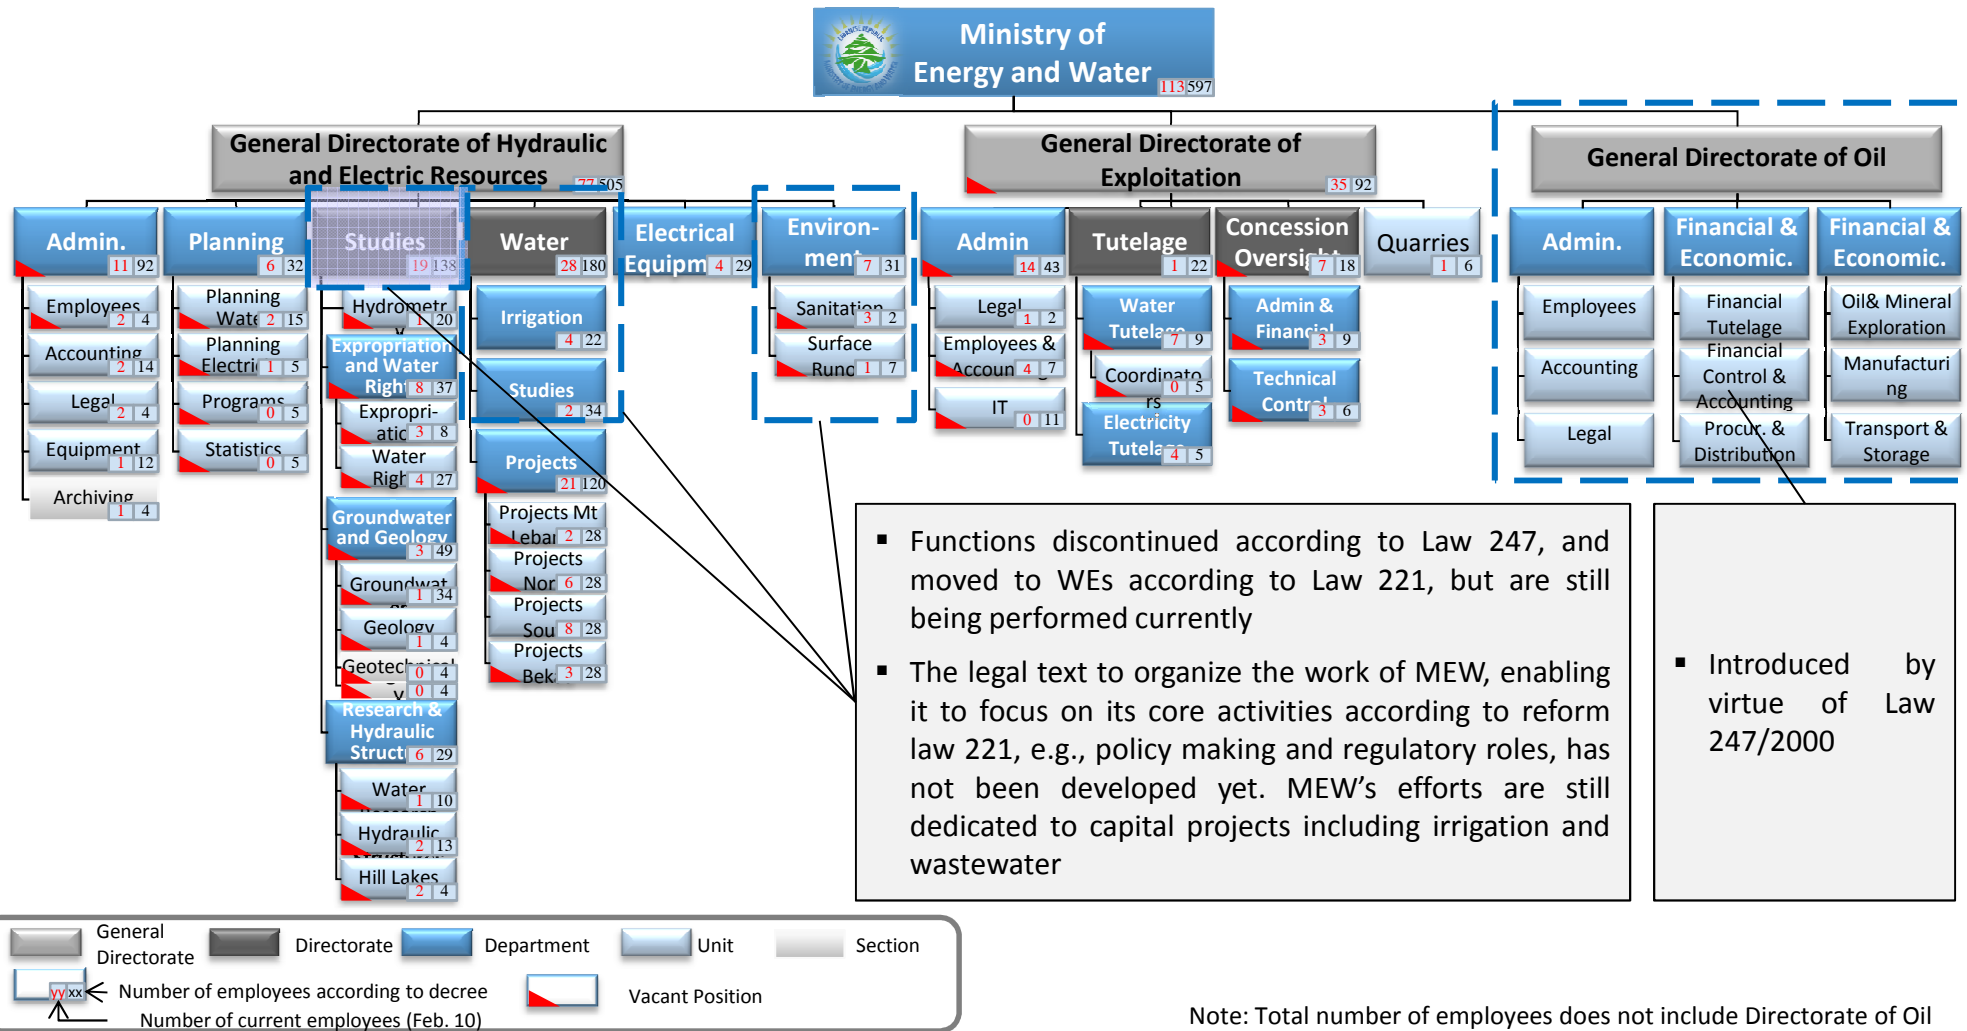 Ministry of
Energy and Water
113 597
General Directorate of Hydraulic
and Electric Resources
77 505
General Directorate of
Exploitation
35 92
General Directorate of Oil
Admin.
11 92
Employees
2 4
Accounting
2 14
Legal
2 4
Equipment
1 12
Archiving
1 4
Planning
6 32
Planning
Wate
2 15
Planning
Electri
1 5
Programs
0 5
Statistics
0 5
Studies
19 138
Hydrometr
y
1 20
Expropriation
and Water
Right
8 37
Expropri-
atio
3 8
Water
Righ
4 27
Groundwater
and Geology
3 49
Groundwat
1 34
Geology
1 4
Geotechnical
0 4
0 4
Research &
Hydraulic
Structu
6 29
Water
1 10
Hydraulic
2 13
Hill Lakes
2 4
Water
28 180
Irrigation
4 22
Studies
2 34
Projects
21 120
Projects Mt
Leban
2 28
Projects
Nor
6 28
Projects
Sou
8 28
Projects
Bek
3 28
Electrical
Equipm
4 29
Environ-
ment
7 31
Sanitation
3 2
Surface
Runo
1 7
Admin
14 43
Legal
1 2
Employees &
Accoun g
4 7
IT
0 11
Tutelage
1 22
Water
Tutelage
7 9
Coordinato
rs
0 5
Electricity
Tutela
4 5
Concession
Oversight
7 18
Admin &
Financial
3 9
Technical
Control
3 6
Quarries
1 6
Admin.
Employees
Accounting
Legal
Financial &
Economic.
Financial
Tutelage
Financial
Control &
Accounting
Procur. &
Distribution
Financial &
Economic.
Oil& Mineral
Exploration
Manufacturi
ng
Transport &
Storage
▪ Functions discontinued according to Law 247, and
moved to WEs according to Law 221, but are still
being performed currently
▪ The legal text to organize the work of MEW, enabling
it to focus on its core activities according to reform
law 221, e.g., policy making and regulatory roles, has
not been developed yet. MEW’s efforts are still
dedicated to capital projects including irrigation and
wastewater
▪ Introduced by
virtue of Law
247/2000
General
Directorate
Directorate
Department
Unit
Section
yy xx
Number of employees according to decree
Number of current employees (Feb. 10)
Vacant Position
Note: Total number of employees does not include Directorate of Oil